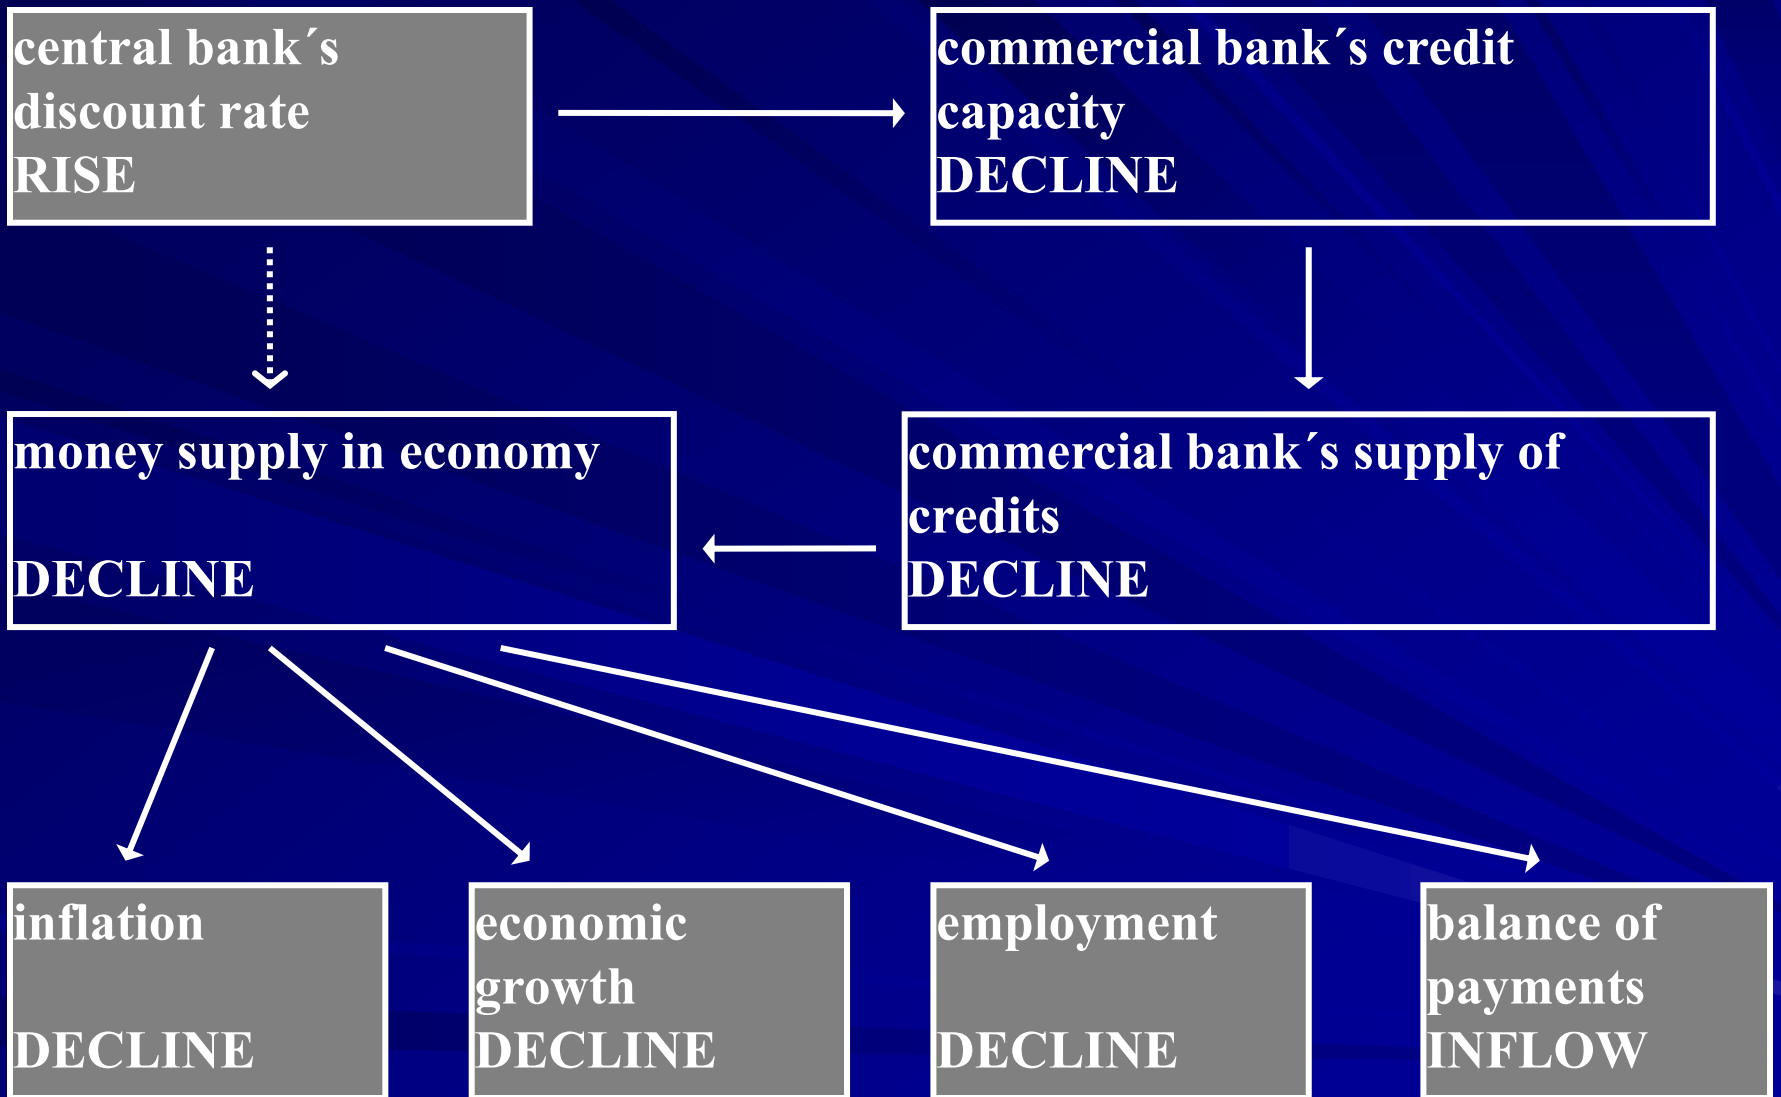 central bank´s
discount rate
RISE
commercial bank´s credit
capacity
DECLINE
money supply in economy
DECLINE
commercial bank´s supply of
credits
DECLINE
inflation
DECLINE
economic
growth
DECLINE
employment
DECLINE
balance of
payments
INFLOW